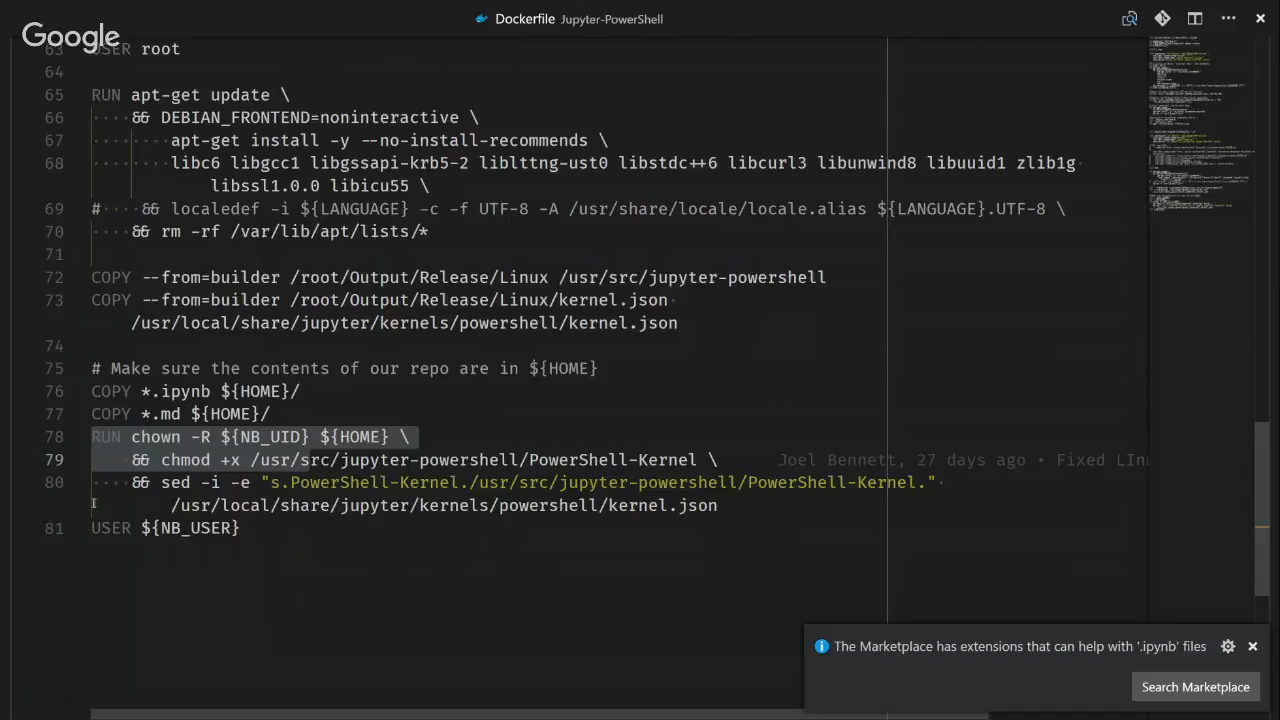 Dockerfile Jupyter-PowerShell
Google
63 USER root
64
65 RUN apt-get update \
66 && DEBIAN_FRONTEND=noninteractive \
67 apt-get install -y --no-install-recommends \
68 libc6 libgcc1 libgssapi-krb5-2 liblttng-ust0 libstdc++6 libcurl3 libunwind8 libuuid1 zlib1g
libssl1.0.0 libicu55 \
69 # && localedef -i ${LANGUAGE} -c -f UTF-8 -A /usr/share/locale/locale.alias ${LANGUAGE}.UTF-8 \
70 && rm -rf /var/lib/apt/lists/*
71
72 COPY --from=builder /root/Output/Release/Linux /usr/src/jupyter-powershell
73 COPY --from=builder /root/Output/Release/Linux/kernel.json
/usr/local/share/jupyter/kernels/powershell/kernel.json
74
75 # Make sure the contents of our repo are in ${HOME}
76 COPY *.ipynb ${HOME}/
77 COPY *.md ${HOME}/
78 RUN chown -R ${NB_UID} ${HOME} \
79 && chmod +x /usr/src/jupyter-powershell/PowerShell-Kernel \ Joel Bennett, 27 days ago • Fixed LInu
80 && sed -i -e "s.PowerShell-Kernel./usr/src/jupyter-powershell/PowerShell-Kernel."
/usr/local/share/jupyter/kernels/powershell/kernel.json
81 USER ${NB_USER}
The Marketplace has extensions that can help with '.ipynb' files
Search Marketplace